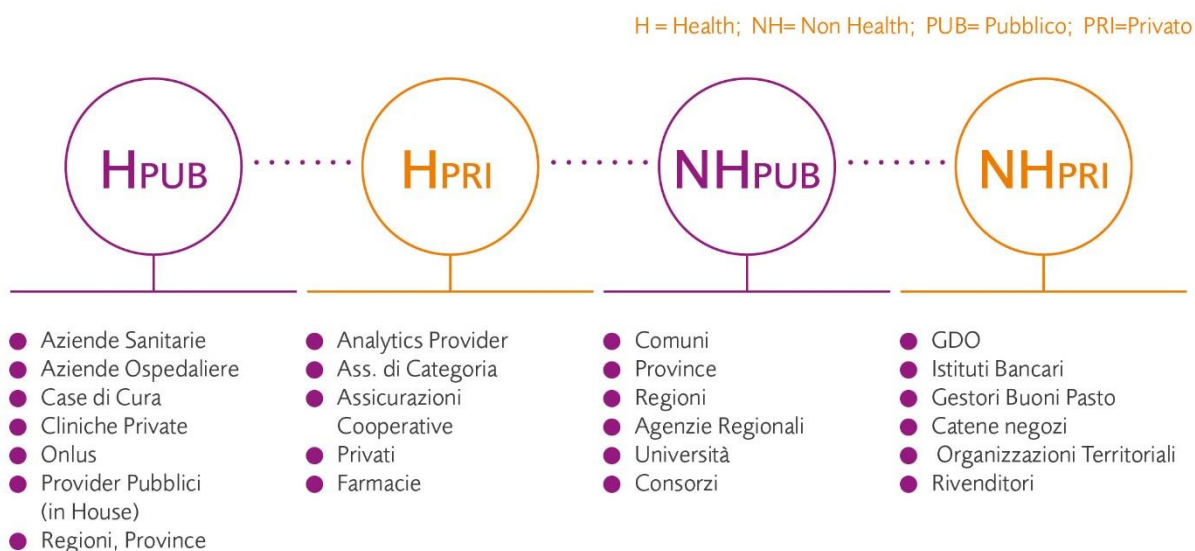 H = Health; NH= Non Health; PUB= Pubblico; PRI=Privato
HPUB
HPRI
NHPUB
NHPRI
Aziende Sanitarie
Aziende Ospedaliere
Case di Cura
Cliniche Private
Onlus
Provider Pubblici
(in House)
Regioni, Province
Analytics Provider
Ass. di Categoria
Assicurazioni
Cooperative
Privati
Farmacie
Comuni
Province
Regioni
Agenzie Regionali
Università
Consorzi
GDO
Istituti Bancari
Gestori Buoni Pasto
Catene negozi
Organizzazioni Territoriali
Rivenditori